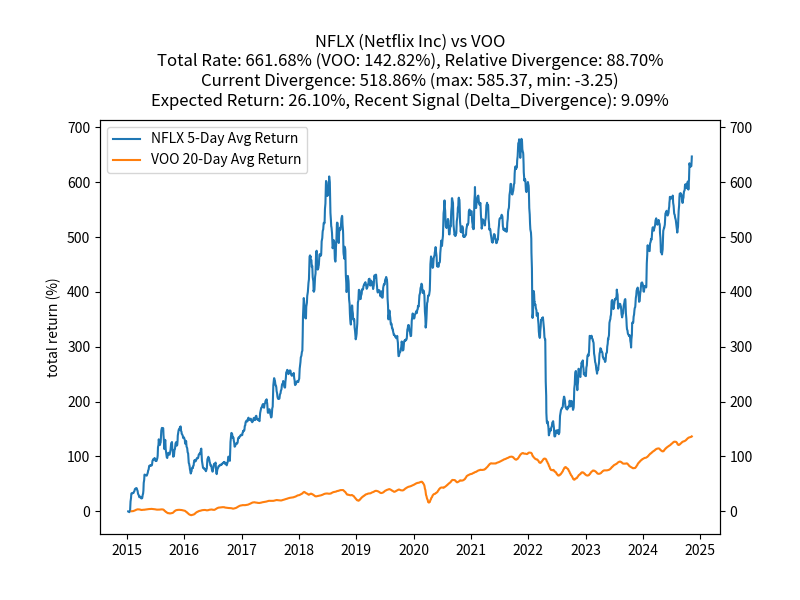 NFLX (Netflix Inc) vs VOO
Total Rate: 661.68% (VOO: 142.82%), Relative Divergence: 88.70%
Current Divergence: 518.86% (max: 585.37, min: -3.25)
Expected Return: 26.10%, Recent Signal (Delta_Divergence): 9.09%
NFLX 5-Day Avg Return
VOO 20-Day Avg Return
total return (%)
700
600
500
400
300
200
100
0
700
600
500
400
300
200
100
0
2015 2016 2017 2018 2019 2020 2021 2022 2023 2024 2025